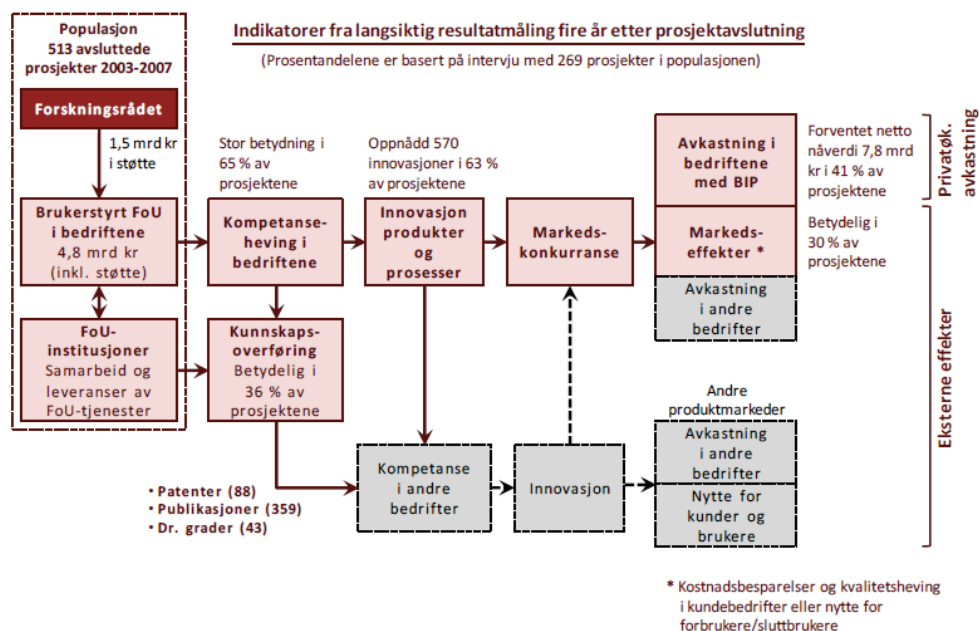 Populasjon
513 avsluttede
prosjekter 2003-2007
Indikatorer fra langsiktig resultatmåling fire år etter prosjektavslutning
(Prosentandelene er basert på intervju med 269 prosjekter i populasjonen)
Forskningsrådet
1,5 mrd kr
i støtte
Brukerstyrt FoU
i bedriftene
4,8 mrd kr
(inkl. støtte)
FoU-
institusjoner
Samarbeid og
leveranser av
FoU-tjenester
Stor betydning i
65 % av
prosjektene
Kompetanse-
heving i
bedriftene
Kunnskaps-
overføring
Betydelig i
36 % av
prosjektene
Oppnådd 570
innovasjoner i 63 %
av prosjektene
Innovasjon
produkter
og
prosesser
Markeds-
konkurranse
Avkastning i
bedriftene
med BIP
Markeds-
effekter *
Avkastning
i andre
bedrifter
Forventet netto
nåverdi 7,8 mrd
kr i 41 % av
prosjektene
Betydelig i
30 % av
prosjektene
Privatøk.
avkastning
Eksterne effekter
• Patenter (88)
• Publikasjoner (359)
• Dr. grader (43)
Kompetanse
i andre
bedrifter
Innovasjon
Andre
produktmarkeder
Avkastning
i andre
bedrifter
Nytte for
kunder og
brukere
* Kostnadsbesparelser og kvalitetsheving
i kundebedrifter eller nytte for
forbrukere/sluttbrukere